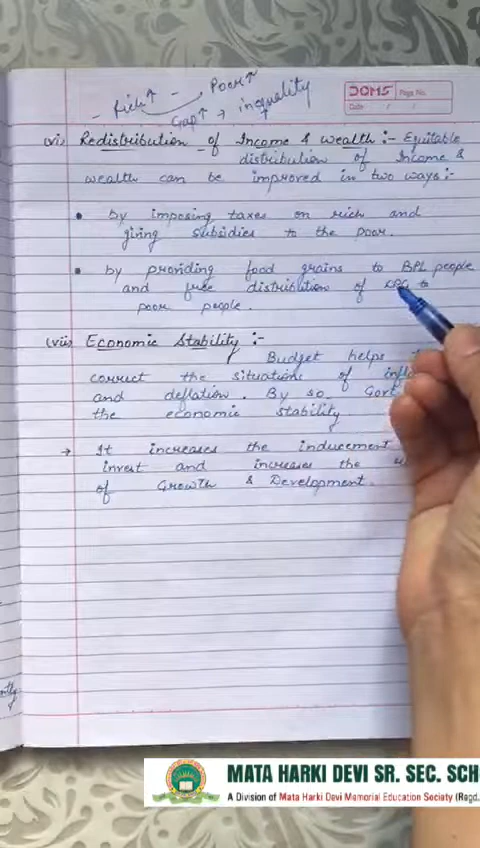 - Rich↑ - Poor↑
Gap↑ → inequality
DOMS
Page No.
Date / /
(vi) Redistribution of Income & wealth :- Equitable
distribution of Income &
wealth can be improved in two ways:-
• by imposing taxes on rich and
giving subsidies to the poor.
• by providing food grains to BPL people
and free distribution of LPG to
poor people.
(vii) Economic Stability :-
Budget helps
correct the situations of infl
and deflation. By so Govt
the economic stability.
→ It increases the inducement
invest and increases the
of Growth & Development.
MATA HARKI DEVI SR. SEC. SCH
A Division of Mata Harki Devi Memorial Education Society (Regd.